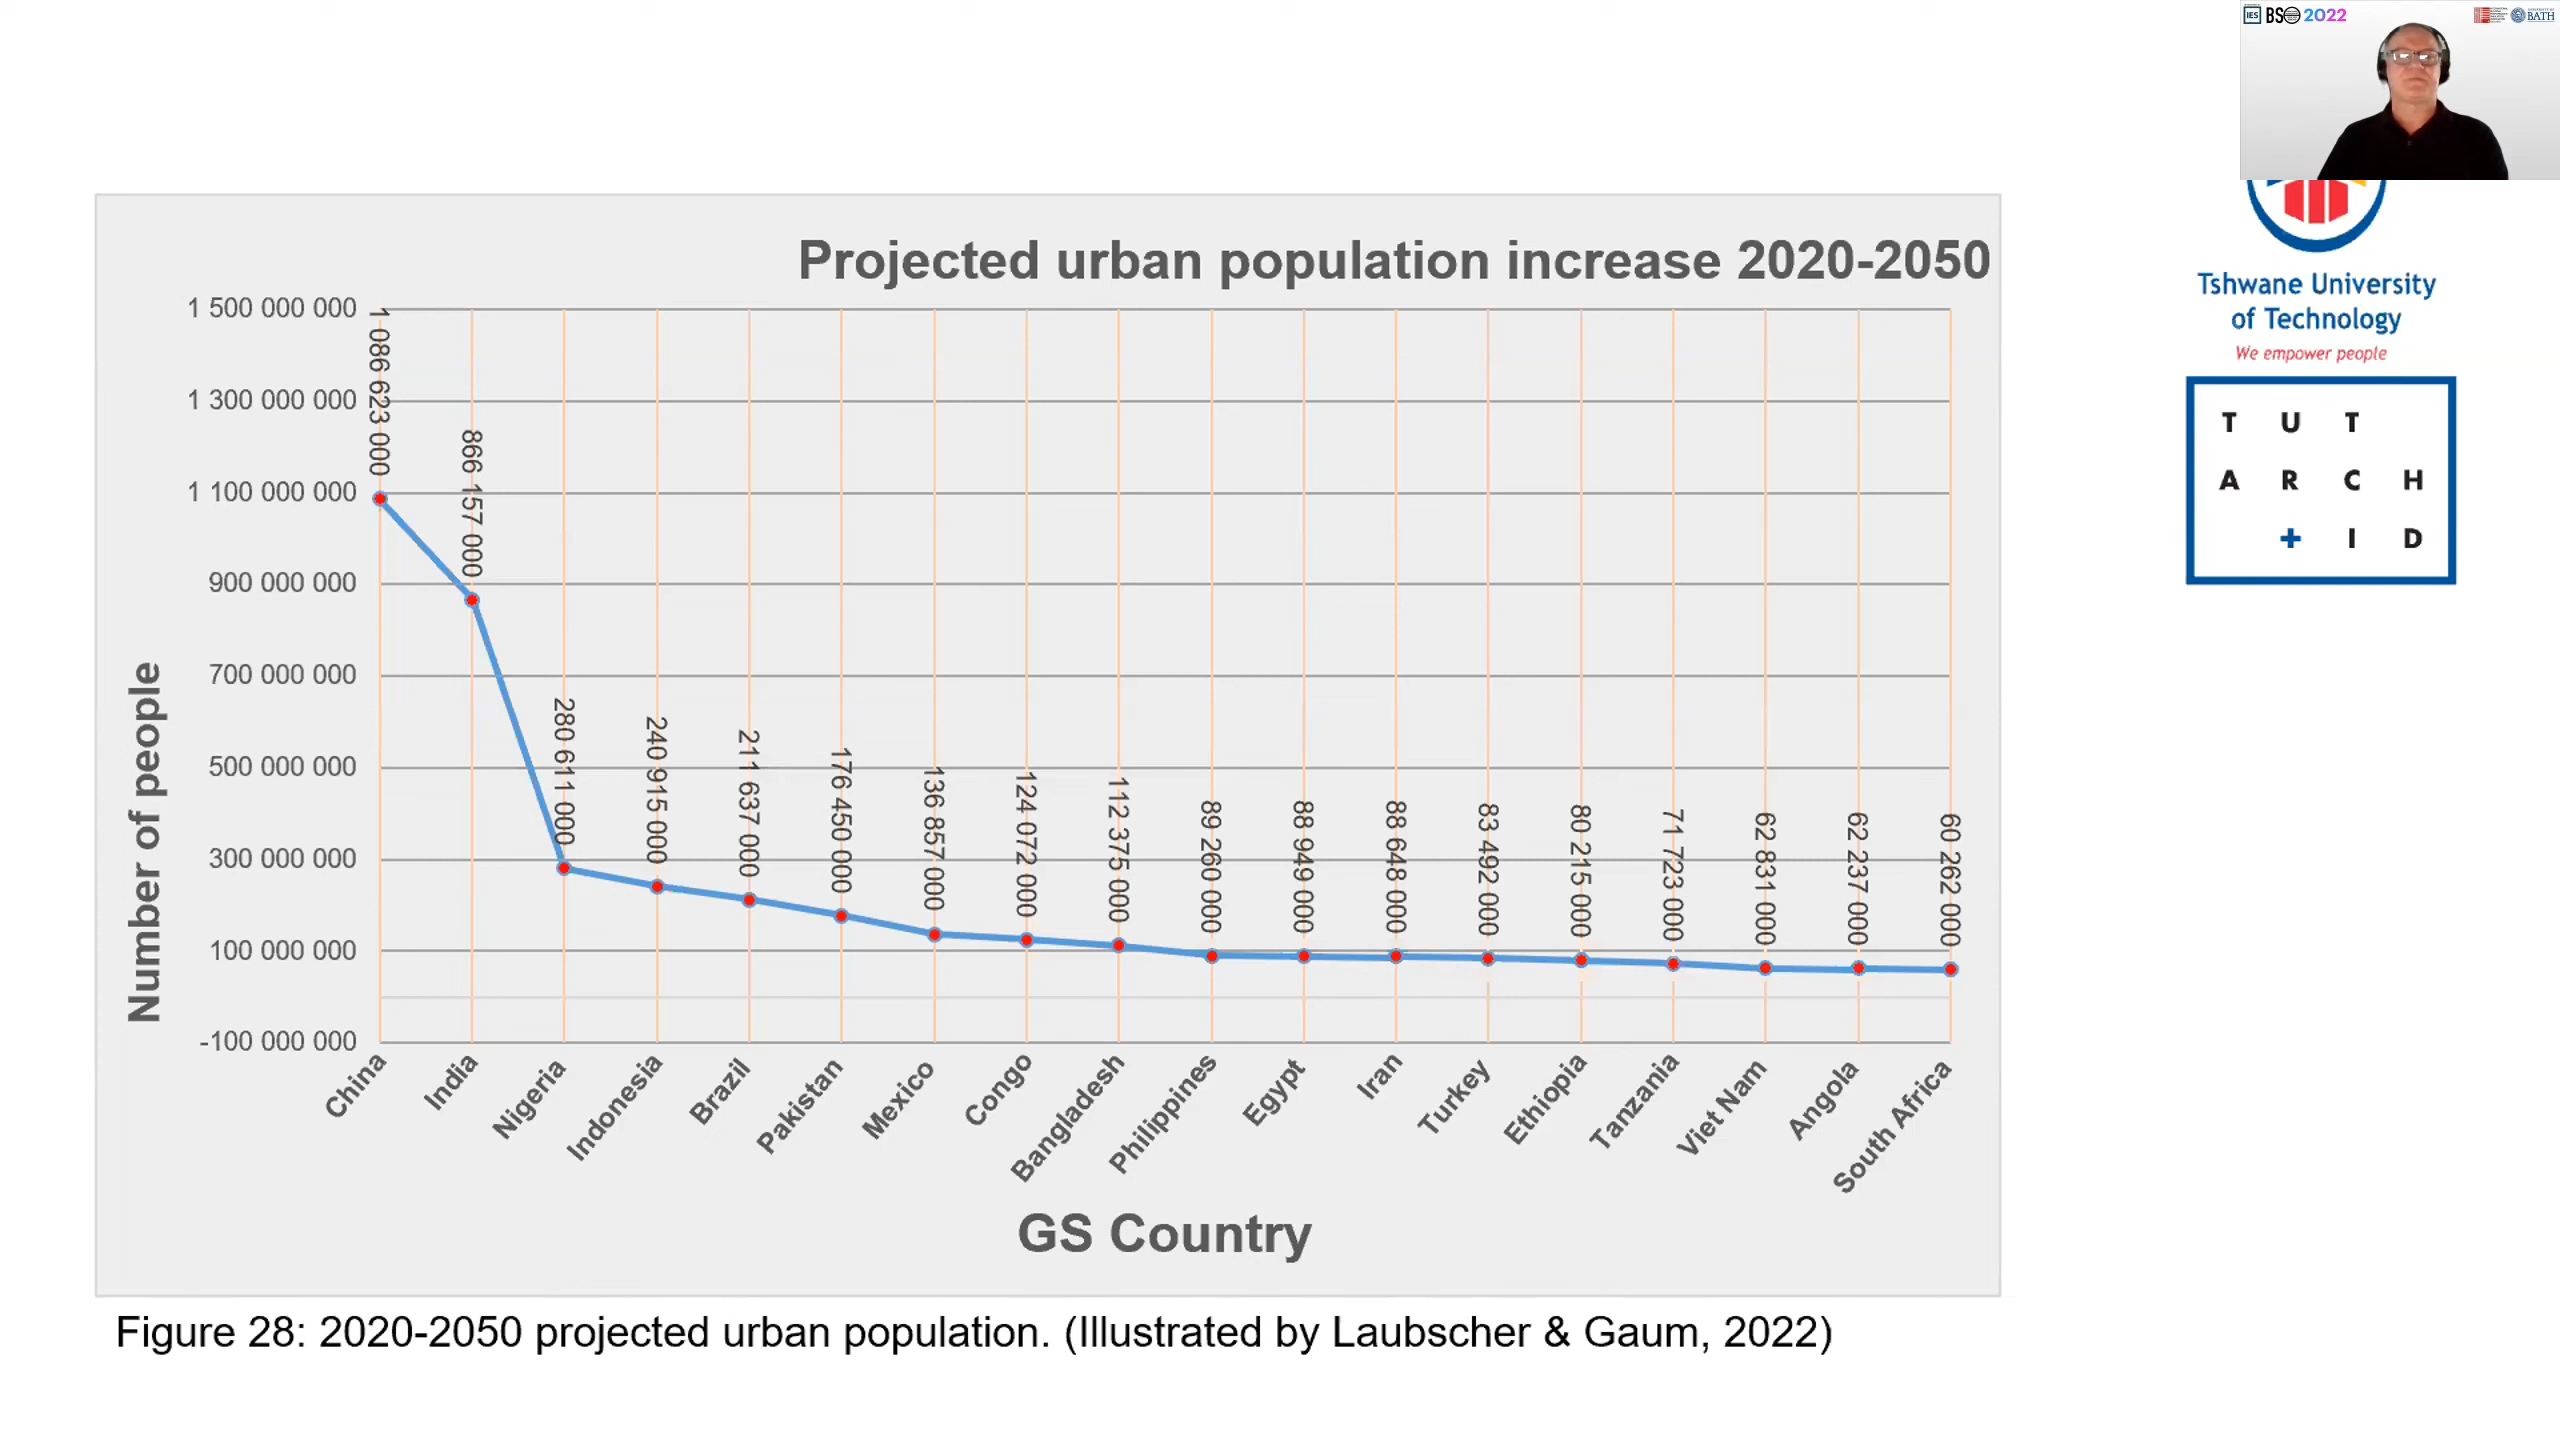 IES BS 2022
BATH
Tshwane University
of Technology
We empower people
T U T
A R C H
+ I D
Projected urban population increase 2020-2050
Number of people
1 500 000 000
1 300 000 000
1 100 000 000
900 000 000
700 000 000
500 000 000
300 000 000
100 000 000
-100 000 000
1 086 623 000
866 157 000
280 611 000
240 915 000
211 637 000
176 450 000
136 857 000
124 072 000
112 375 000
89 260 000
88 949 000
88 648 000
83 492 000
80 215 000
71 723 000
62 831 000
62 237 000
60 262 000
China
India
Nigeria
Indonesia
Brazil
Pakistan
Mexico
Congo
Bangladesh
Philippines
Egypt
Iran
Turkey
Ethiopia
Tanzania
Viet Nam
Angola
South Africa
GS Country
Figure 28: 2020-2050 projected urban population. (Illustrated by Laubscher & Gaum, 2022)